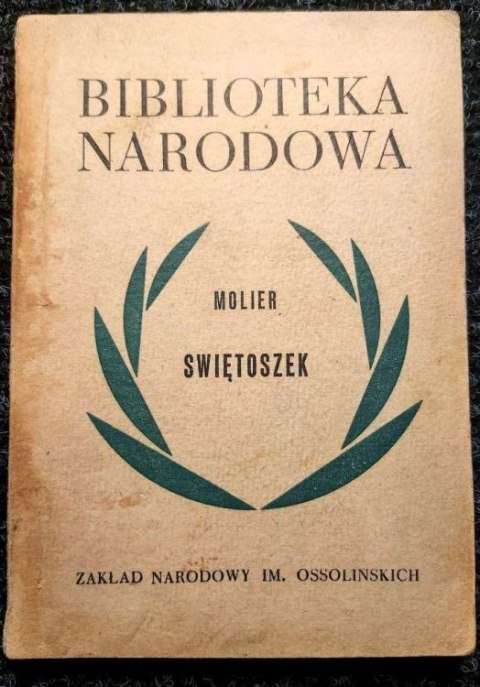 BIBLIOTEKA
NARODOWA
MOLIER
SWIĘTOSZEK
ZAKŁAD NARODOWY IM. OSSOLINSKICH